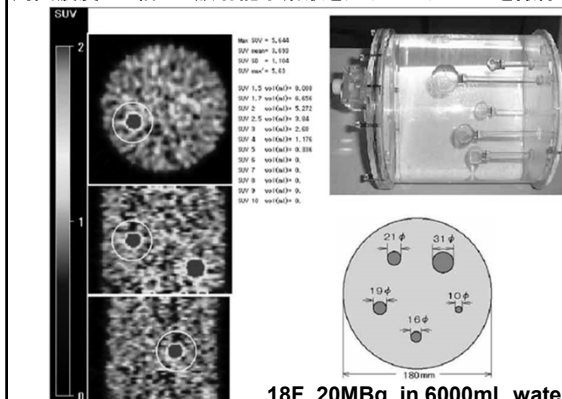 SUV
2
1
0
Max SUV = 5,644
SUV mean= 3,693
SUV SD = 1,104
SUV max' = 5,63
SUV 1.5 vol(ml)= 8.008
SUV 1.7 vol(ml)= 6.656
SUV 2 vol(ml)= 5.272
SUV 2.5 vol(ml)= 3.84
SUV 3 vol(ml)= 2.68
SUV 4 vol(ml)= 1.176
SUV 5 vol(ml)= 0.336
SUV 6 vol(ml)= 0.
SUV 7 vol(ml)= 0.
SUV 8 vol(ml)= 0.
SUV 9 vol(ml)= 0.
SUV 10 vol(ml)= 0.
21φ
31φ
19φ
10φ
16φ
180mm
18F 20MBq in 6000ml wate